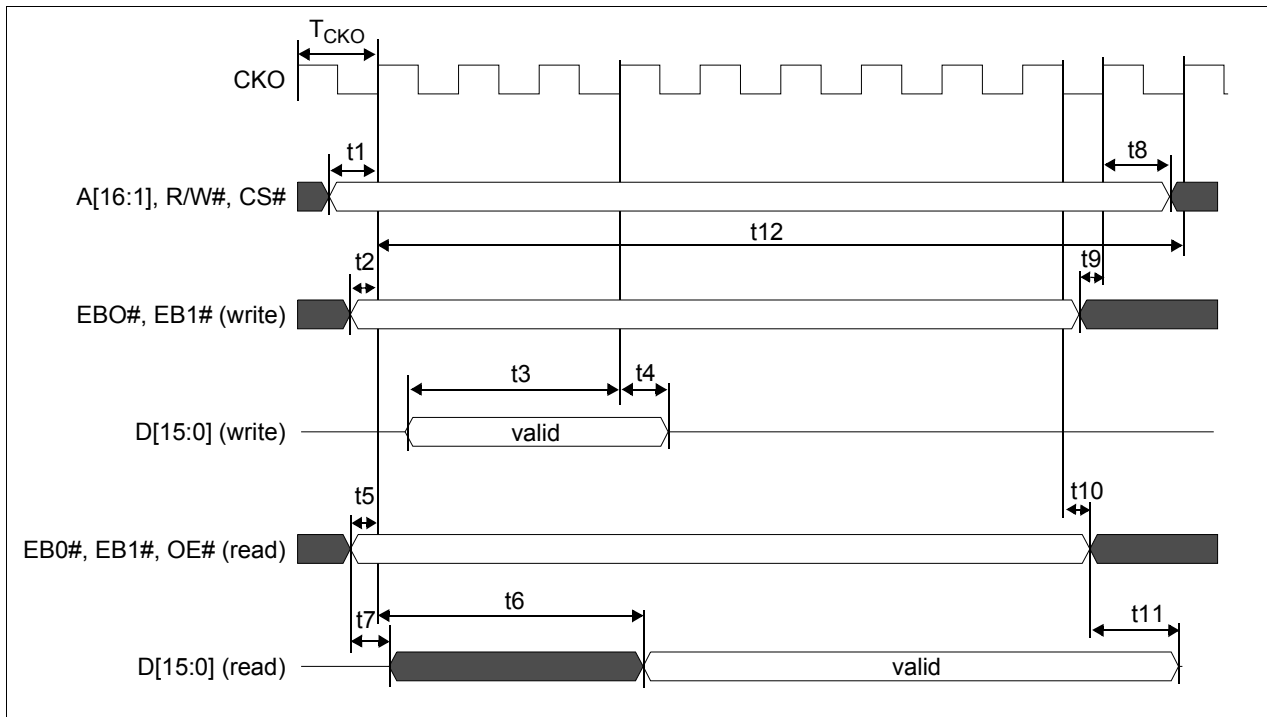 TCKO
CKO
t1
t8
A[16:1], R/W#, CS#
t12
t2
t9
EBO#, EB1# (write)
t3
t4
D[15:0] (write)
valid
t5
t10
EB0#, EB1#, OE# (read)
t6
t7
t11
D[15:0] (read)
valid